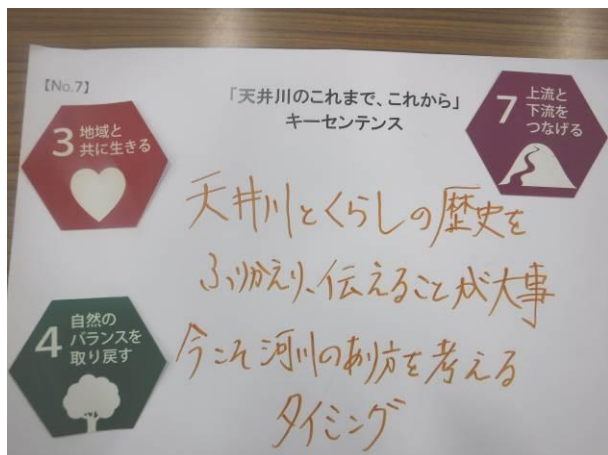 【No.7】
「天井川のこれまで、これから」
キーセンテンス
3
地域と
共に生きる
7
上流と
下流を
つなげる
天井川とくらしの歴史を
ふりかえり、伝えることが大事
4
自然の
バランスを
取り戻す
今こそ河川のあり方を考える
タイミング